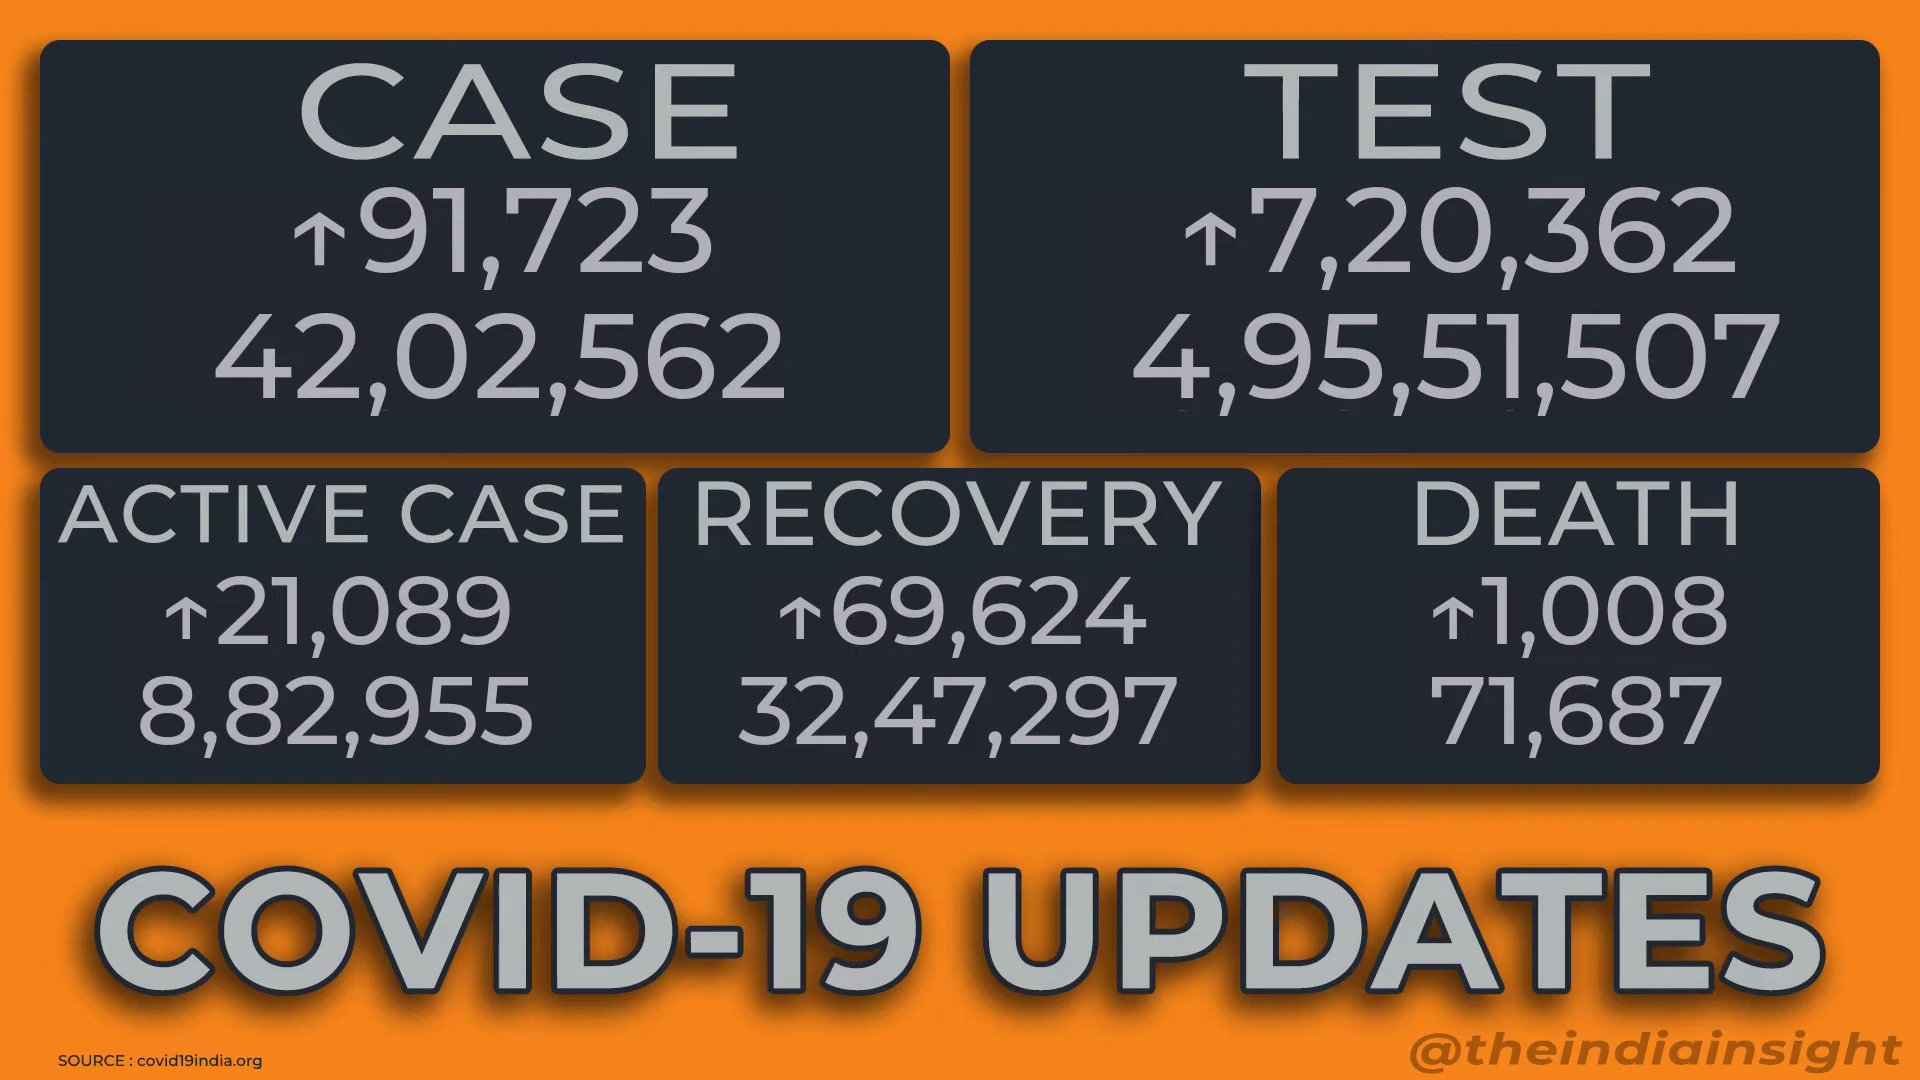 CASE
↑91,723
42,02,562
TEST
↑7,20,362
4,95,51,507
ACTIVE CASE
↑21,089
8,82,955
RECOVERY
↑69,624
32,47,297
DEATH
↑1,008
71,687
COVID-19 UPDATES
SOURCE : covid19india.org
@theindiainsight